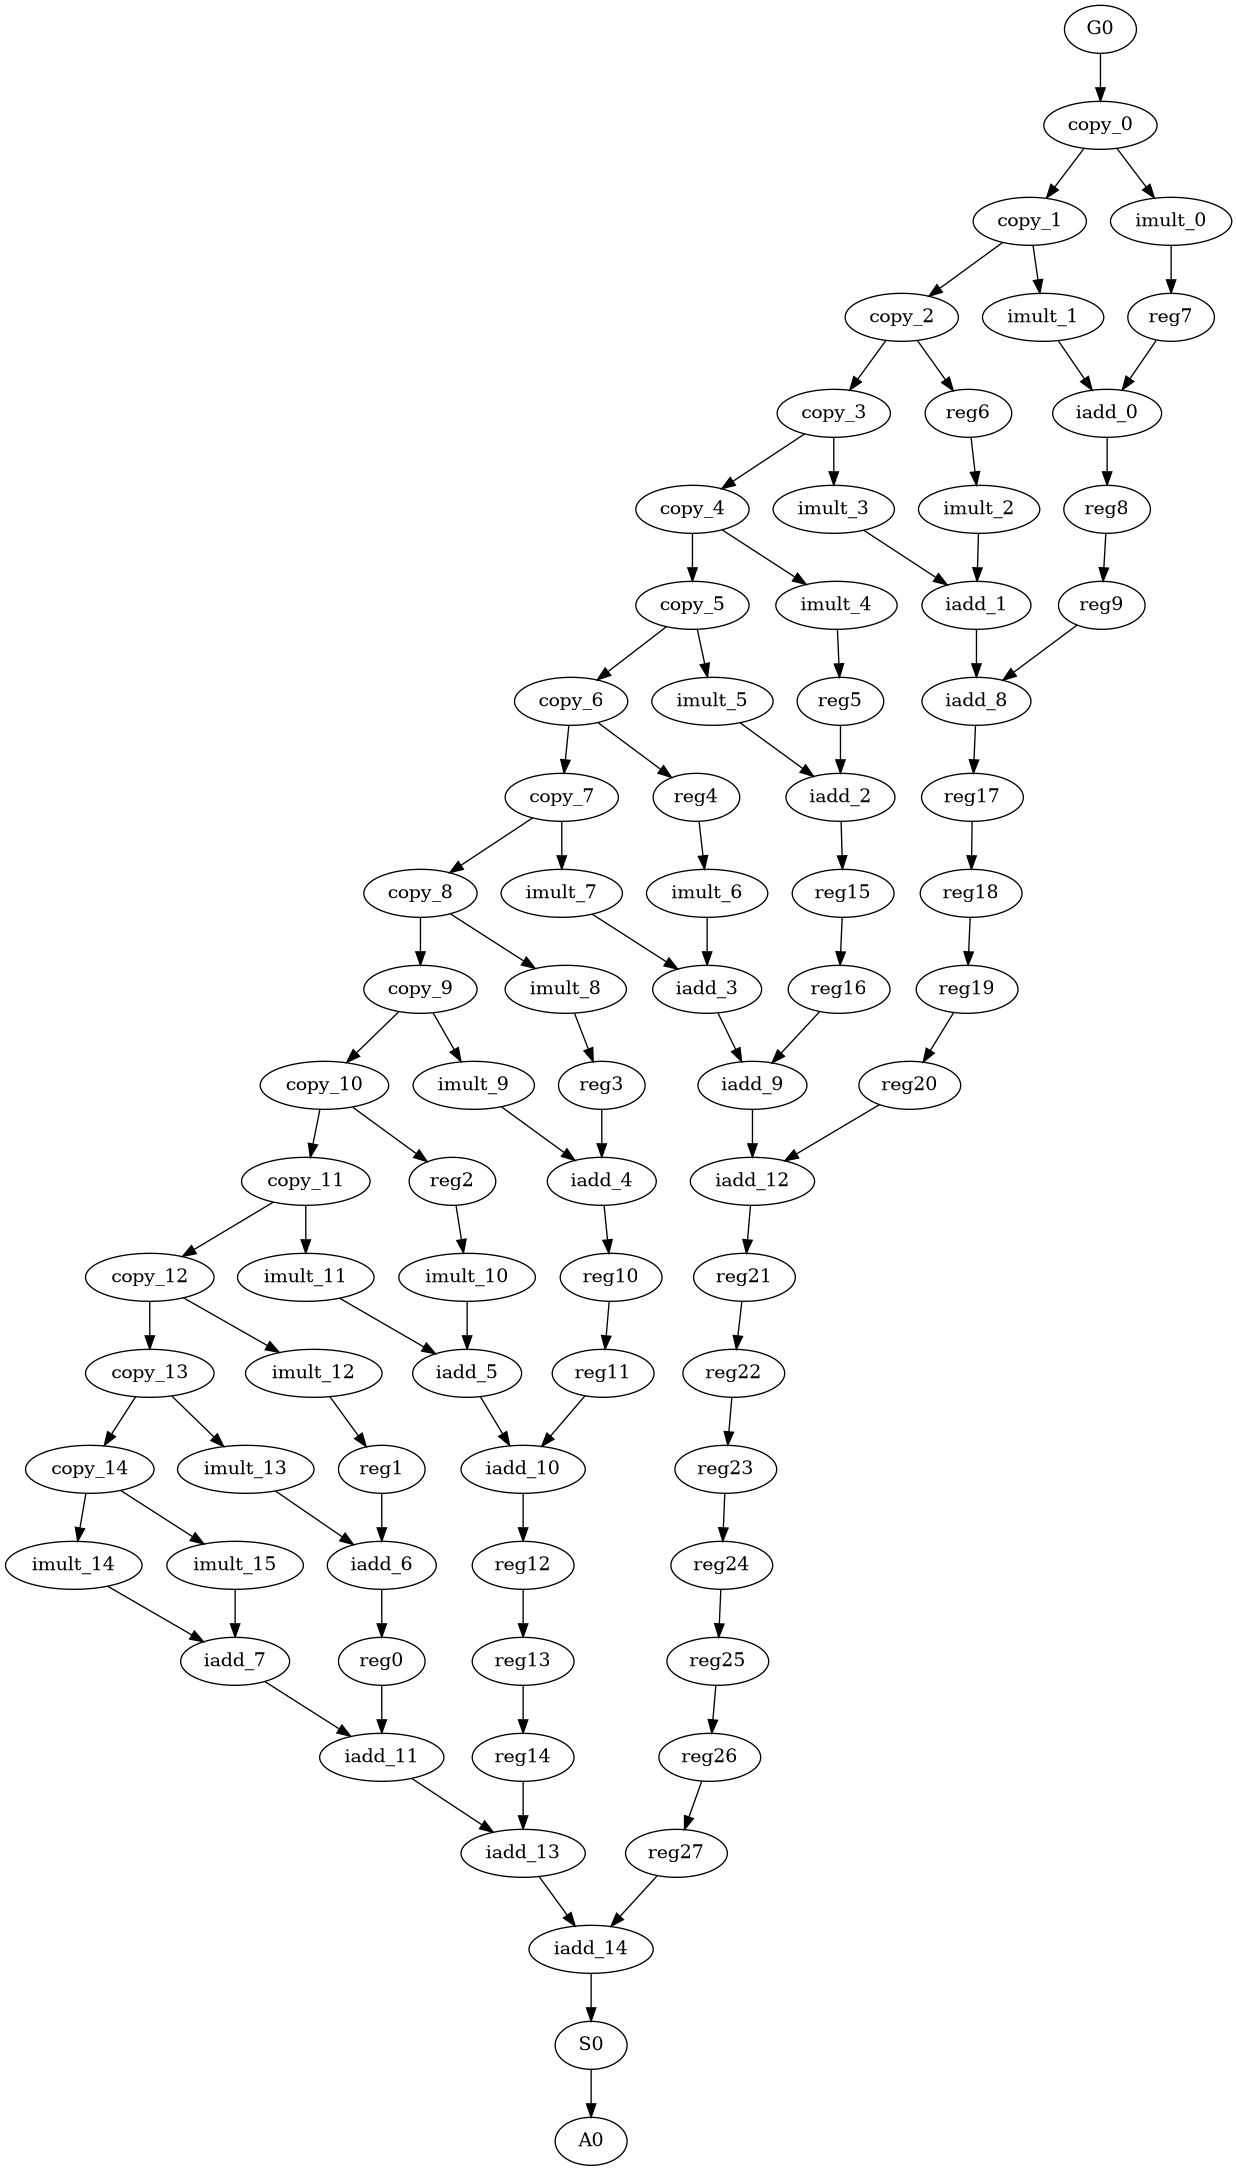 G0
copy_0
copy_1
imult_0
copy_2
imult_1
reg7
copy_3
reg6
iadd_0
copy_4
imult_3
imult_2
reg8
copy_5
imult_4
iadd_1
reg9
copy_6
imult_5
reg5
iadd_8
copy_7
reg4
iadd_2
reg17
copy_8
imult_7
imult_6
reg15
reg18
copy_9
imult_8
iadd_3
reg16
reg19
copy_10
imult_9
reg3
iadd_9
reg20
copy_11
reg2
iadd_4
iadd_12
copy_12
imult_11
imult_10
reg10
reg21
copy_13
imult_12
iadd_5
reg11
reg22
copy_14
imult_13
reg1
iadd_10
reg23
imult_14
imult_15
iadd_6
reg12
reg24
iadd_7
reg0
reg13
reg25
iadd_11
reg14
reg26
iadd_13
reg27
iadd_14
S0
A0